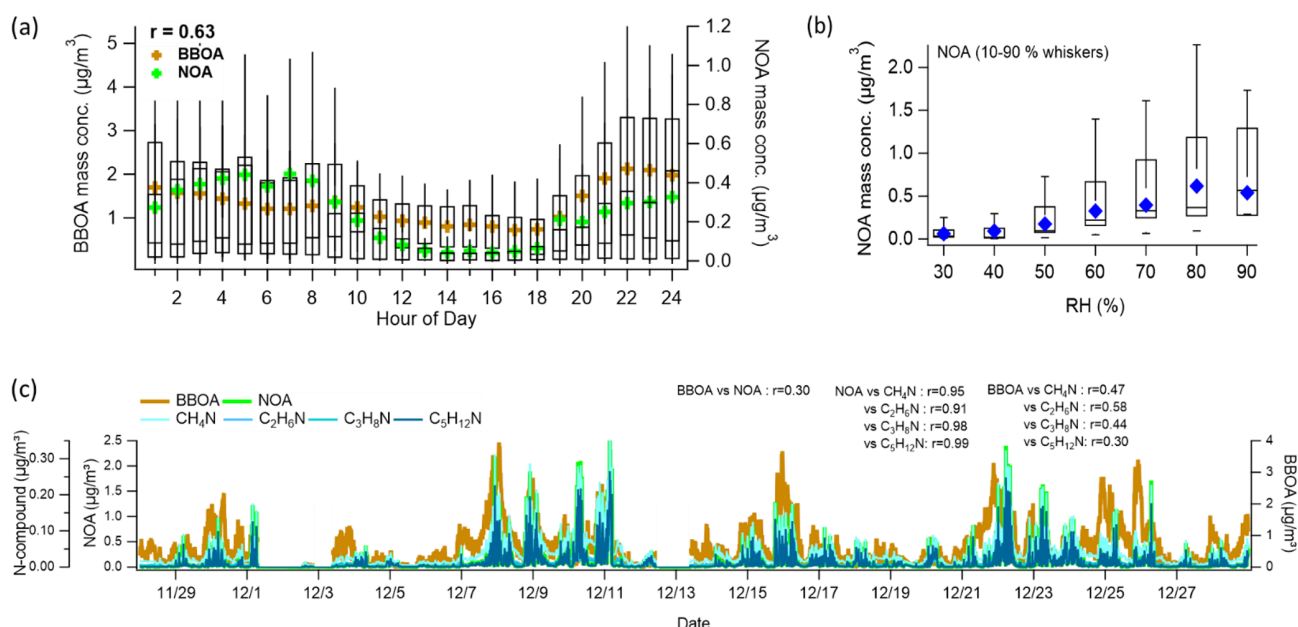 (a)
r = 0.63
BBOA
NOA
BBOA mass conc. (µg/m³)
5
4
3
2
1
NOA mass conc. (µg/m³)
1.2
1.0
0.8
0.6
0.4
0.2
0.0
2 4 6 8 10 12 14 16 18 20 22 24
Hour of Day
(b)
NOA (10-90 % whiskers)
NOA mass conc. (µg/m³)
2.0
1.5
1.0
0.5
0.0
30 40 50 60 70 80 90
RH (%)
(c)
BBOA NOA
CH₄N C₂H₆N C₃H₈N C₅H₁₂N
BBOA vs NOA : r=0.30
NOA vs CH₄N : r=0.95
vs C₂H₆N : r=0.91
vs C₃H₈N : r=0.98
vs C₅H₁₂N: r=0.99
BBOA vs CH₄N : r=0.47
vs C₂H₆N : r=0.58
vs C₃H₈N : r=0.44
vs C₅H₁₂N : r=0.30
N-compound (µg/m³)
0.30
0.20
0.10
0.00
NOA (µg/m³)
2.5
2.0
1.5
1.0
0.5
0.0
BBOA (µg/m³)
4
3
2
1
0
11/29 12/1 12/3 12/5 12/7 12/9 12/11 12/13 12/15 12/17 12/19 12/21 12/23 12/25 12/27
Date